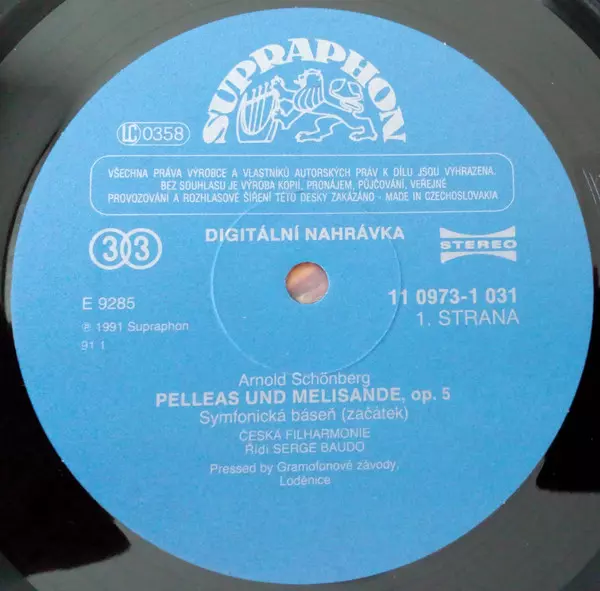 SUPRAPHON
LC 0358
VŠECHNA PRÁVA VÝROBCE A VLASTNÍKŮ AUTORSKÝCH PRÁV K DÍLU JSOU VYHRAZENA.
BEZ SOUHLASU JE VÝROBA KOPIÍ, PRONÁJEM, PŮJČOVÁNÍ, VEŘEJNÉ
PROVOZOVÁNÍ A ROZHLASOVÉ ŠÍŘENÍ TÉTO DESKY ZAKÁZÁNO - MADE IN CZECHOSLOVAKIA
33
DIGITÁLNÍ NAHRÁVKA
STEREO
E 9285
11 0973-1 031
℗ 1991 Supraphon
1. STRANA
91 1
Arnold Schönberg
PELLEAS UND MELISANDE, op. 5
Symfonická báseň (začátek)
ČESKÁ FILHARMONIE
Řídí SERGE BAUDO
Pressed by Gramofonové závody,
Loděnice